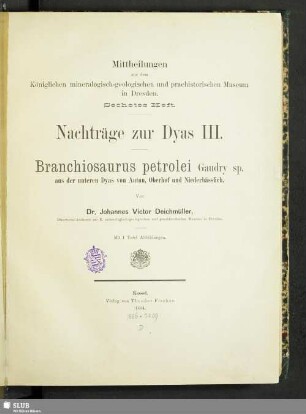 Mittheilungen
aus dem
Königlichen mineralogisch-geologischen und praehistorischen Museum
in Dresden.
Sechstes Heft.
Nachträge zur Dyas III.
Branchiosaurus petrolei Gaudry sp.
aus der unteren Dyas von Autun, Oberhof und Niederhässlich.
Von
Dr. Johannes Victor Deichmüller,
Mit 1 Tafel Abbildungen.
Kassel.
Verlag von Theodor Fischer.
1884.
SLUB